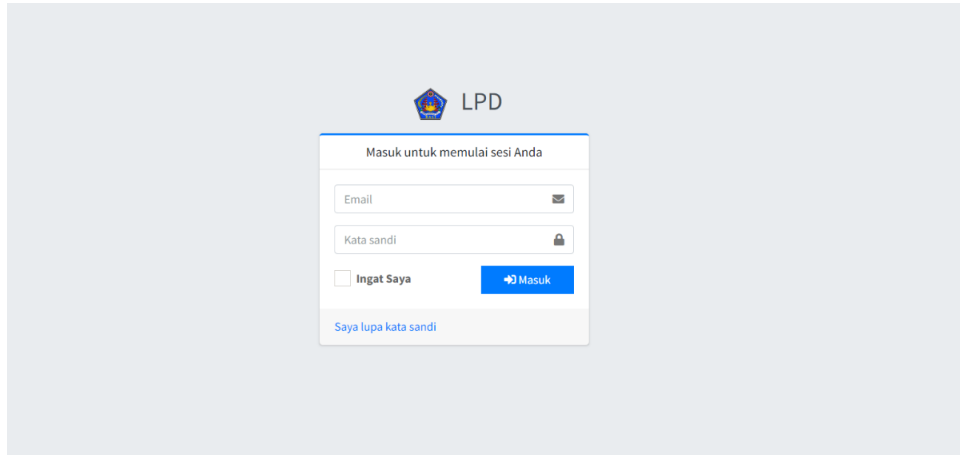 LPD
Masuk untuk memulai sesi Anda
Email
Kata sandi
Ingat Saya
Masuk
Saya lupa kata sandi